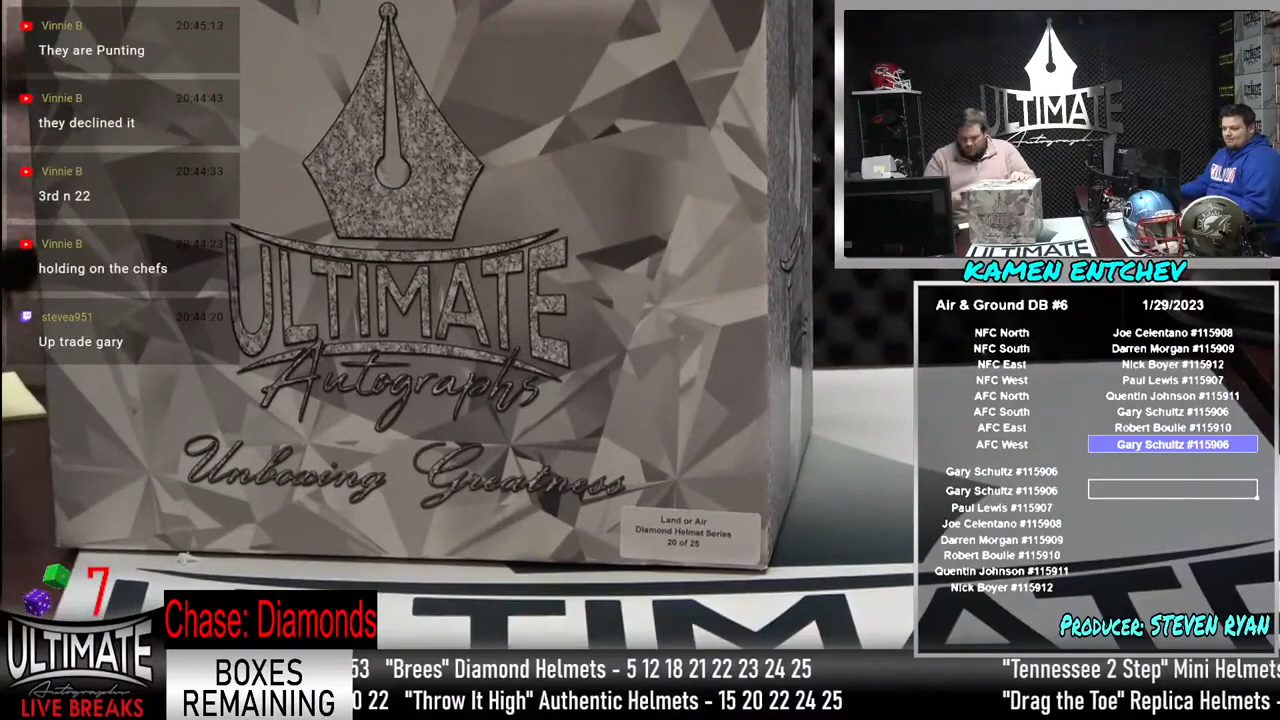 Vinnie B 20:45:13
They are Punting
Vinnie B 20:44:43
they declined it
Vinnie B 20:44:33
3rd n 22
Vinnie B 20:44:23
holding on the chefs
stevea951 20:44:20
Up trade gary
ULTIMATE
Autographs
Unboxing Greatness
Land or Air
Diamond Helmet Series
20 of 25
ULTIMATE
KAMEN ENTCHEV
Air & Ground DB #6 1/29/2023
NFC North Joe Celentano #115908
NFC South Darren Morgan #115909
NFC East Nick Boyer #115912
NFC West Paul Lewis #115907
AFC North Quentin Johnson #115911
AFC South Gary Schultz #115906
AFC East Robert Boulie #115910
AFC West Gary Schultz #115906
Gary Schultz #115906
Gary Schultz #115906
Paul Lewis #115907
Joe Celentano #115908
Darren Morgan #115909
Robert Boulie #115910
Quentin Johnson #115911
Nick Boyer #115912
PRODUCER: STEVEN RYAN
7
ULTIMATE
Autographs
LIVE BREAKS
Chase: Diamonds
BOXES
REMAINING
53 "Brees" Diamond Helmets - 5 12 18 21 22 23 24 25 "Tennessee 2 Step" Mini Helmets
0 22 "Throw It High" Authentic Helmets - 15 20 22 24 25 "Drag the Toe" Replica Helmets -